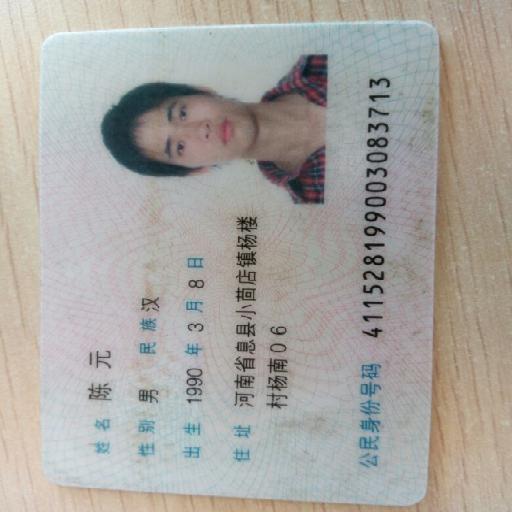 姓名 陈元
性别 男 民族 汉
出生 1990 年 3 月 8 日
住址 河南省息县小茴店镇杨楼
村杨南06
公民身份号码 411528199003083713